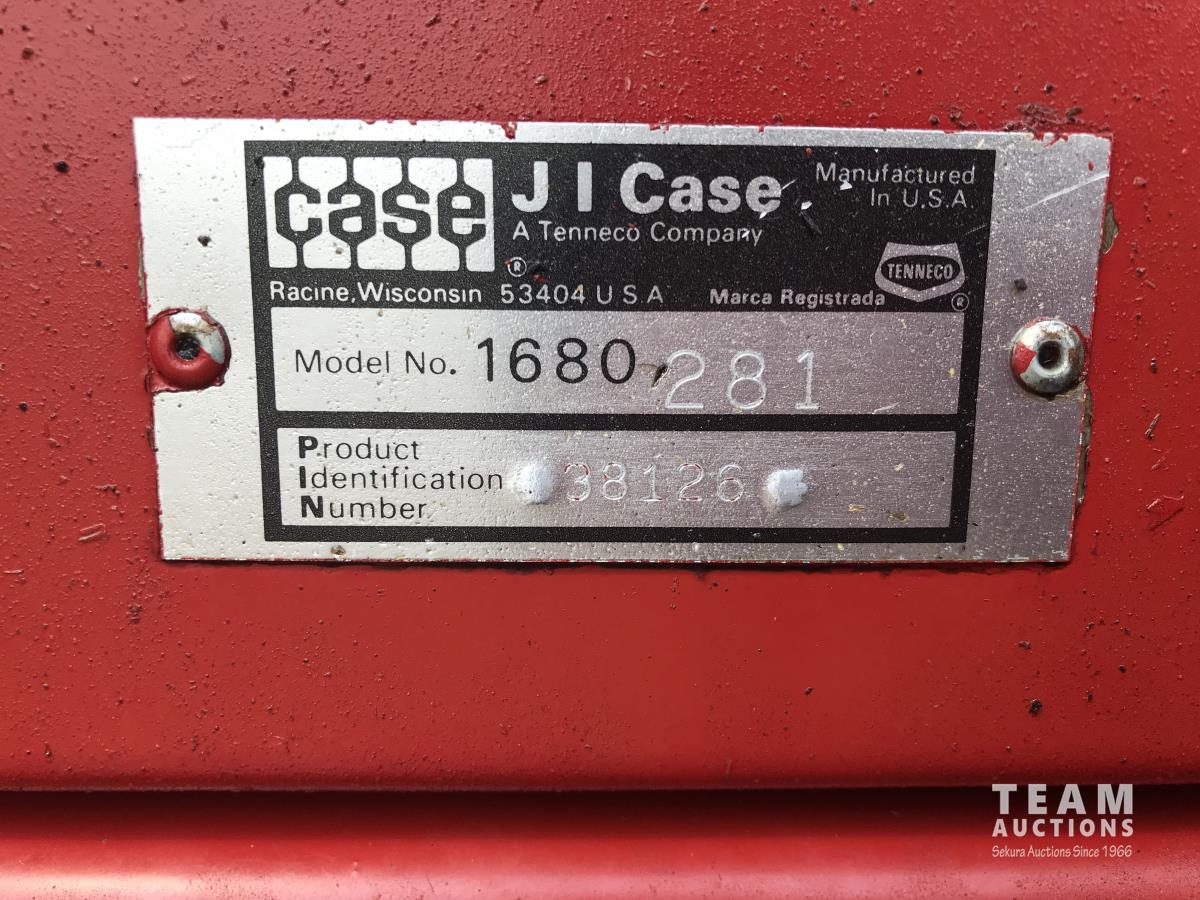 case
J I Case
Manufactured
In U.S.A.
A Tenneco Company
®
TENNECO
®
Racine, Wisconsin 53404 U S A Marca Registrada
Model No. 1680 281
Product
Identification 38126
Number
TEAM
AUCTIONS
Sekura Auctions Since 1966